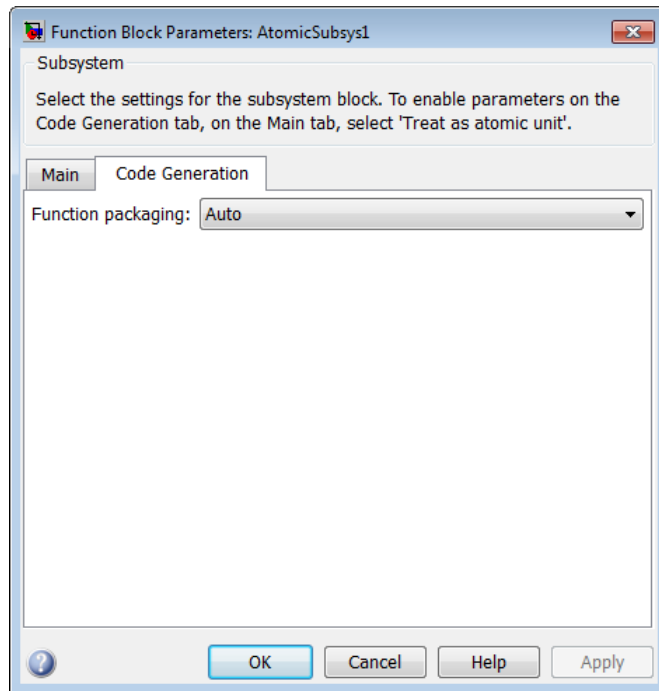 Function Block Parameters: AtomicSubsys1
Subsystem
Select the settings for the subsystem block. To enable parameters on the
Code Generation tab, on the Main tab, select 'Treat as atomic unit'.
Main Code Generation
Function packaging: Auto
? OK Cancel Help Apply